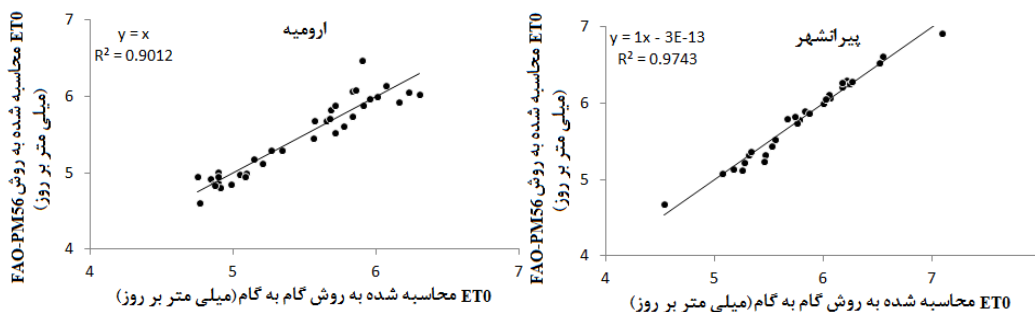 ارومیه
y = x
R² = 0.9012
7
6
5
4
4
5
6
7
ET0 محاسبه شده به روش FAO-PM56
(میلی متر بر روز)
ET0 محاسبه شده به روش گام به گام (میلی متر بر روز)
پیرانشهر
y = 1x - 3E-13
R² = 0.9743
7
6
5
4
4
5
6
7
ET0 محاسبه شده به روش FAO-PM56
(میلی متر بر روز)
ET0 محاسبه شده به روش گام به گام (میلی متر بر روز)